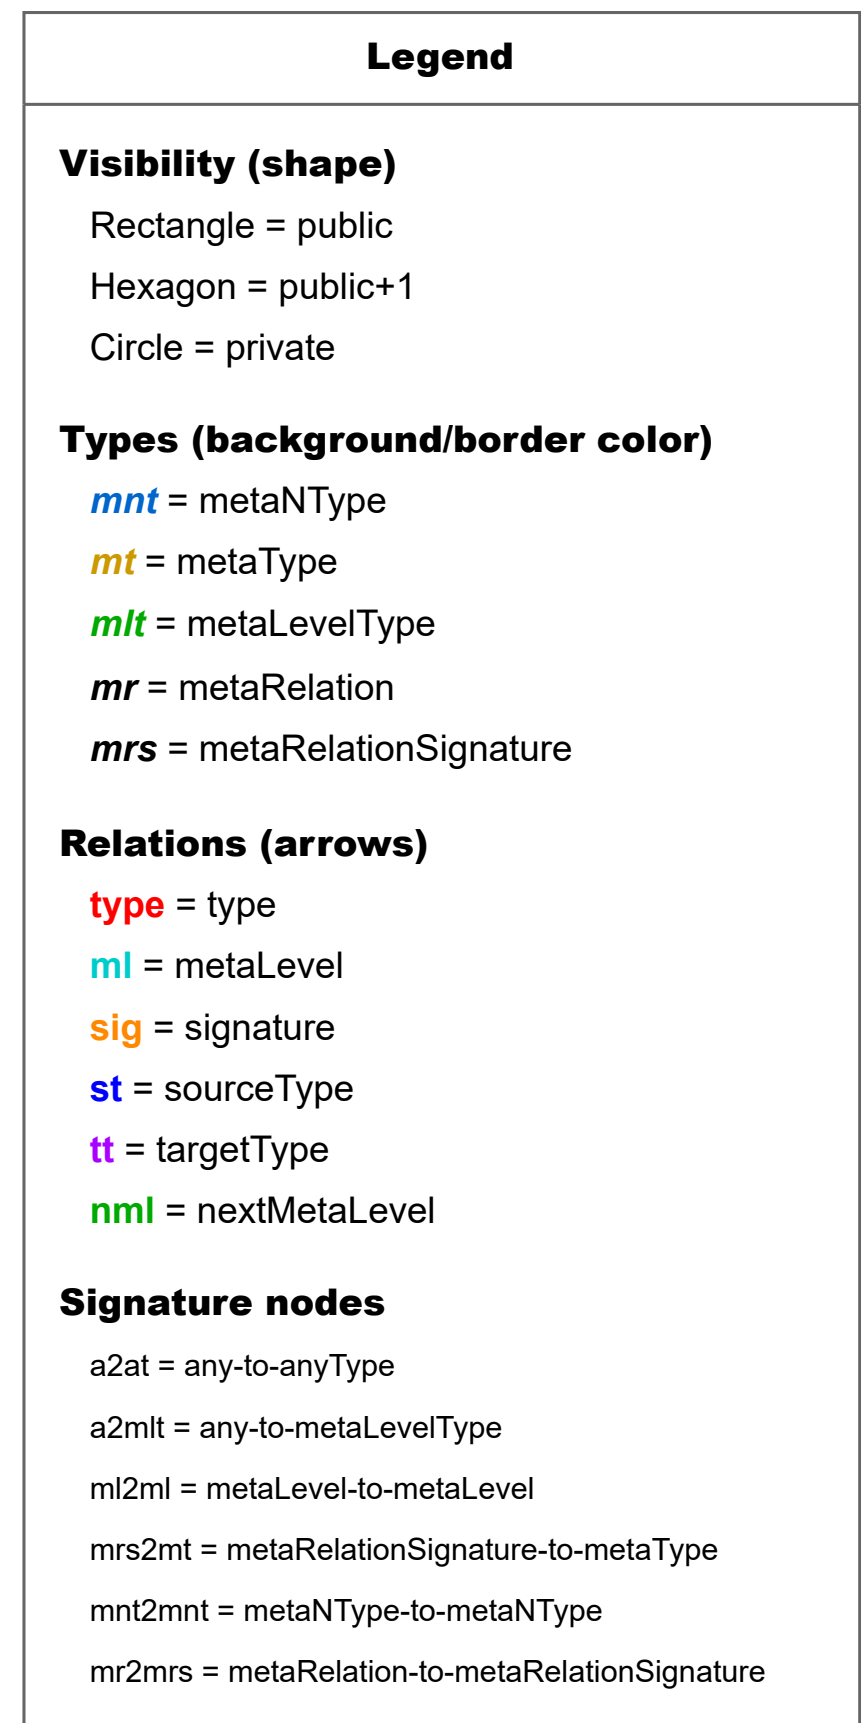 Legend
Visibility (shape)
Rectangle = public
Hexagon = public+1
Circle = private
Types (background/border color)
mnt = metaNType
mt = metaType
mlt = metaLevelType
mr = metaRelation
mrs = metaRelationSignature
Relations (arrows)
type = type
ml = metaLevel
sig = signature
st = sourceType
tt = targetType
nml = nextMetaLevel
Signature nodes
a2at = any-to-anyType
a2mlt = any-to-metaLevelType
ml2ml = metaLevel-to-metaLevel
mrs2mt = metaRelationSignature-to-metaType
mnt2mnt = metaNType-to-metaNType
mr2mrs = metaRelation-to-metaRelationSignature